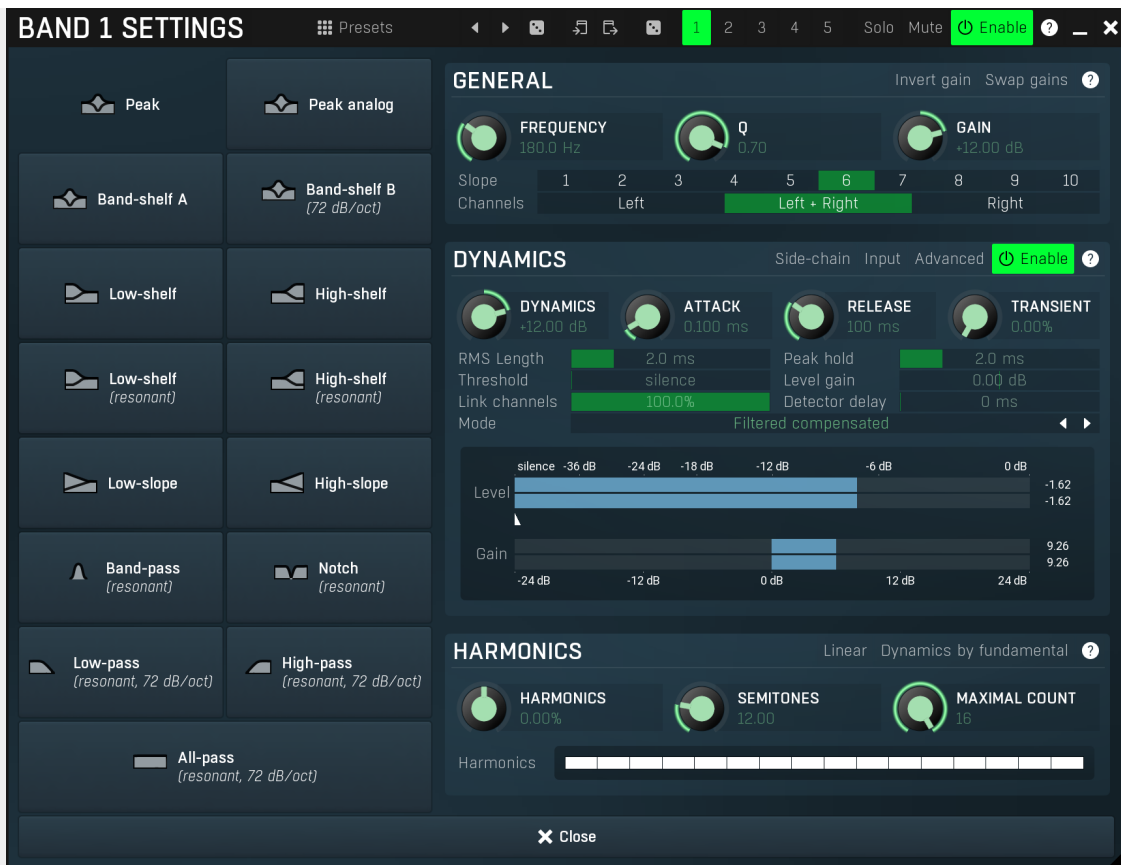 BAND 1 SETTINGS Presets 1 2 3 4 5 Solo Mute Enable ?
Peak
Peak analog
Band-shelf A
Band-shelf B
(72 dB/oct)
Low-shelf
High-shelf
Low-shelf
(resonant)
High-shelf
(resonant)
Low-slope
High-slope
Band-pass
(resonant)
Notch
(resonant)
Low-pass
(resonant, 72 dB/oct)
High-pass
(resonant, 72 dB/oct)
All-pass
(resonant, 72 dB/oct)
GENERAL Invert gain Swap gains ?
FREQUENCY
180.0 Hz
Q
0.70
GAIN
+12.00 dB
Slope 1 2 3 4 5 6 7 8 9 10
Channels Left Left + Right Right
DYNAMICS Side-chain Input Advanced Enable ?
DYNAMICS
+12.00 dB
ATTACK
0.100 ms
RELEASE
100 ms
TRANSIENT
0.00%
RMS Length 2.0 ms Peak hold 2.0 ms
Threshold silence Level gain 0.00 dB
Link channels 100.0% Detector delay 0 ms
Mode Filtered compensated
silence -36 dB -24 dB -18 dB -12 dB -6 dB 0 dB
Level -1.62
-1.62
Gain 9.26
9.26
-24 dB -12 dB 0 dB 12 dB 24 dB
HARMONICS Linear Dynamics by fundamental ?
HARMONICS
0.00%
SEMITONES
12.00
MAXIMAL COUNT
16
Harmonics
Close